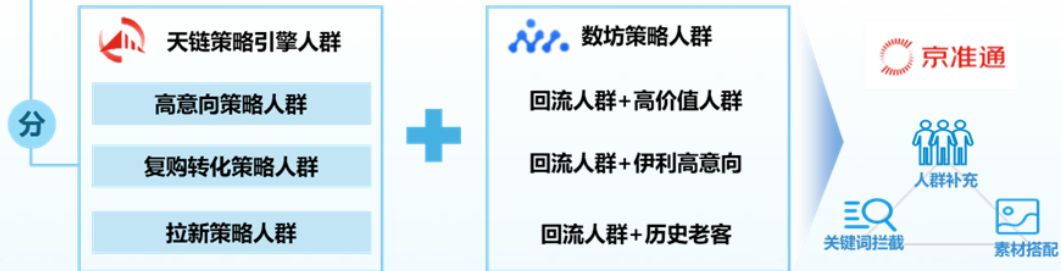 分
天链策略引擎人群
高意向策略人群
复购转化策略人群
拉新策略人群
数坊策略人群
回流人群+高价值人群
回流人群+伊利高意向
回流人群+历史老客
京准通
人群补充
关键词拦截
素材搭配